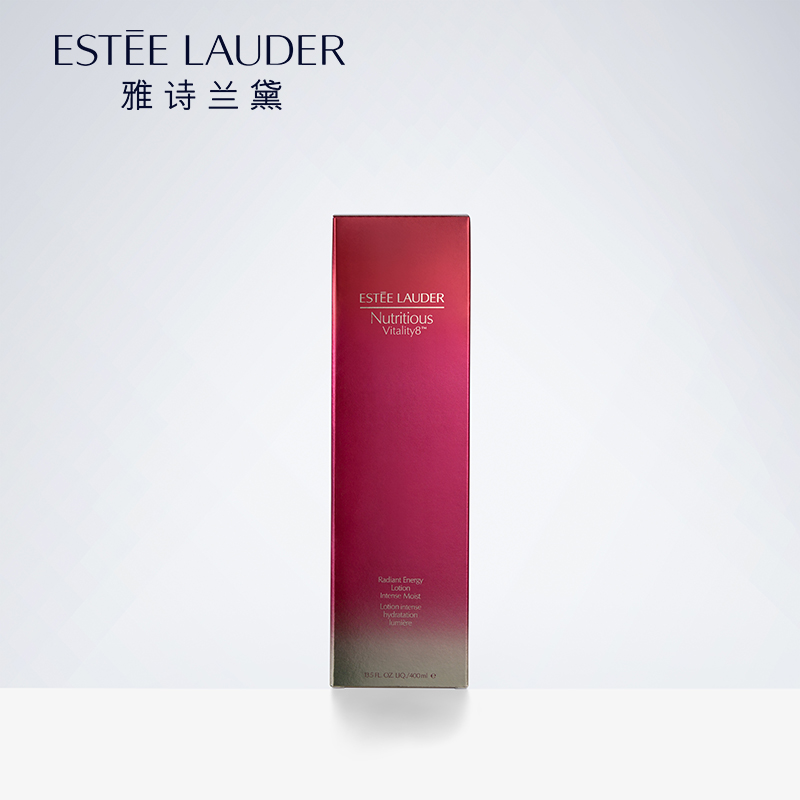 ESTĒE LAUDER
雅诗兰黛
ESTĒE LAUDER
Nutritious
Vitality8™
Radiant Energy
Lotion
Intense Moist
Lotion intense
hydratation
lumière
13.5 FL.OZ.LIQ./400ml ℮